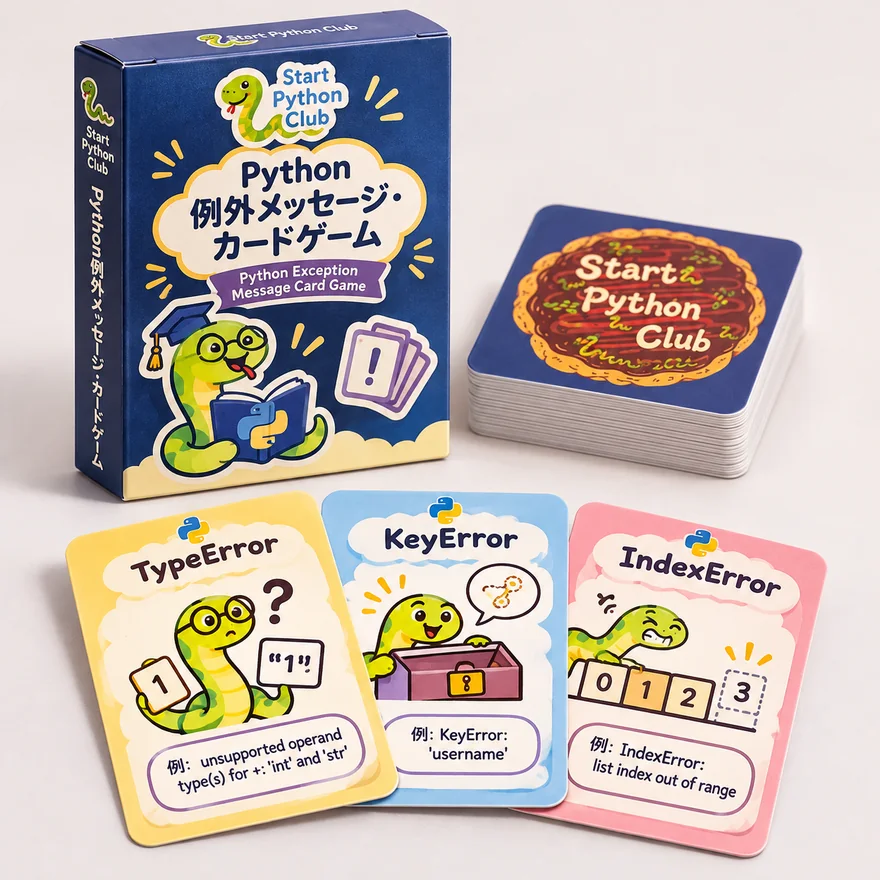 Start Python Club
Start
Python
Club
Python例外メッセージ・カードゲーム
Start
Python
Club
Python
例外メッセージ・
カードゲーム
Python Exception
Message Card Game
!
Start
Python
Club
TypeError
?
1
"1"!
例: unsupported operand
type(s) for +: 'int' and 'str'
KeyError
例: KeyError:
'username'
IndexError
0 1 2 3
例: IndexError:
list index out of range